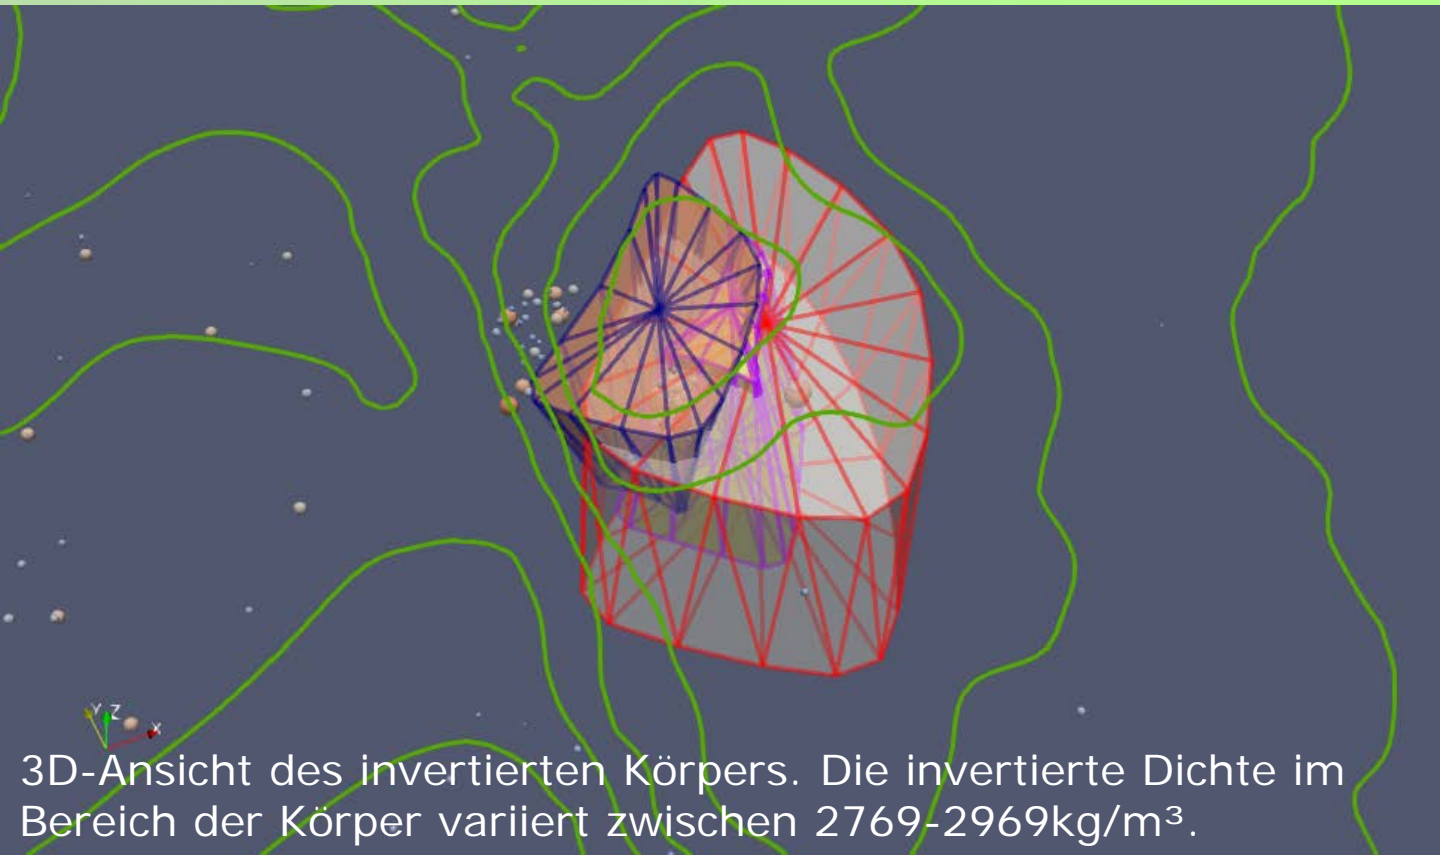 Y Z X
3D-Ansicht des invertierten Körpers. Die invertierte Dichte im
Bereich der Körper variiert zwischen 2769-2969kg/m³.